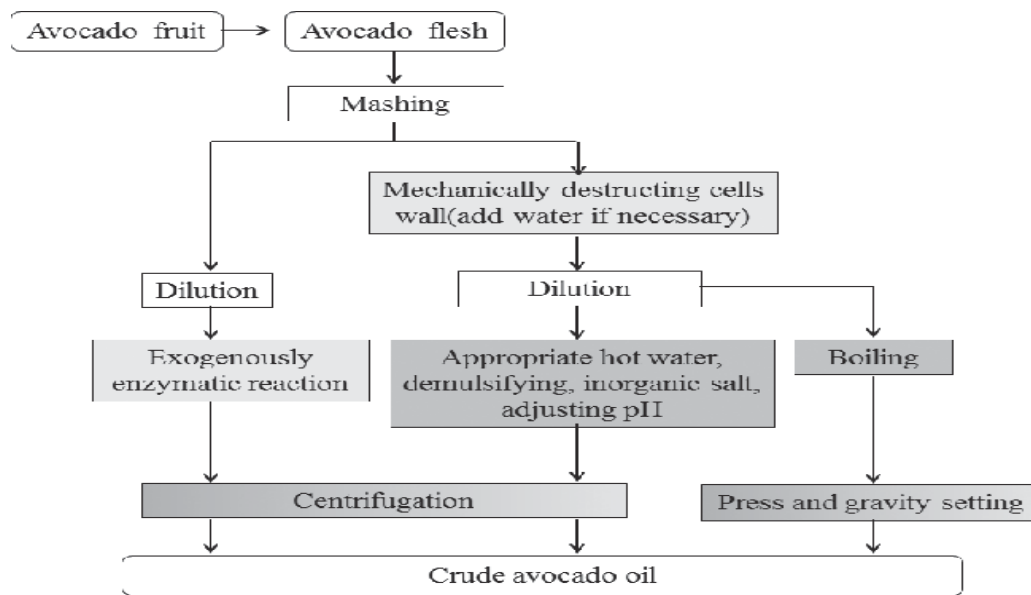 Avocado fruit
Avocado flesh
Mashing
Mechanically destructing cells
wall(add water if necessary)
Dilution
Dilution
Exogenously
enzymatic reaction
Appropriate hot water,
demulsifying, inorganic salt,
adjusting pH
Boiling
Centrifugation
Press and gravity setting
Crude avocado oil